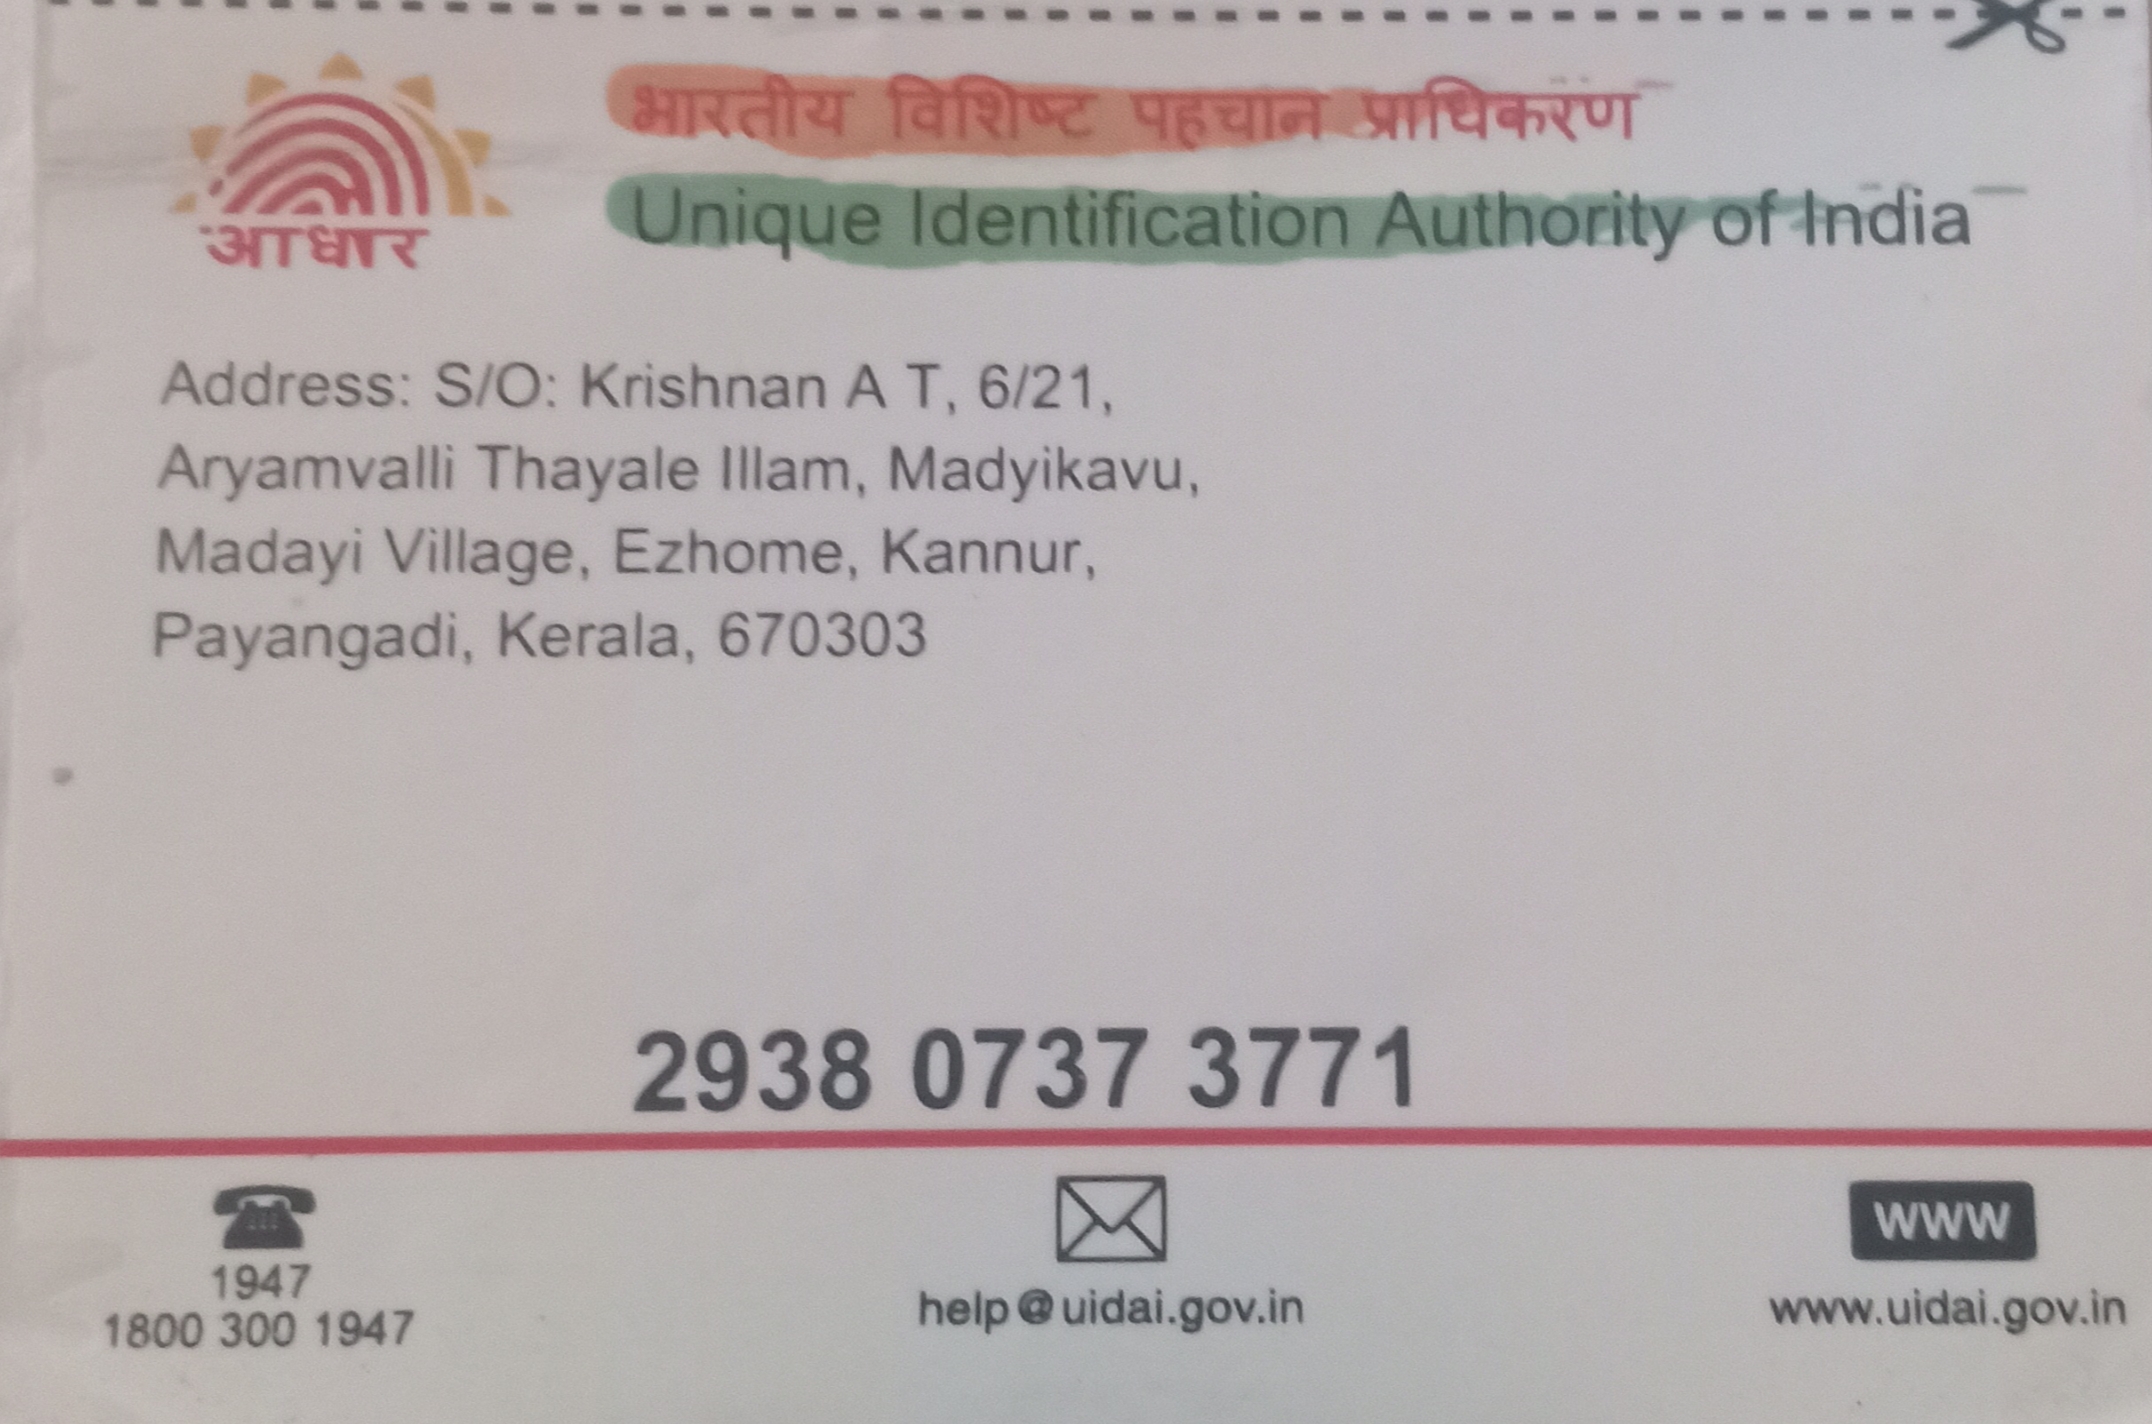 भारतीय विशिष्ट पहचान प्राधिकरण
Unique Identification Authority of India
आधार
Address: S/O: Krishnan A T, 6/21,
Aryamvalli Thayale Illam, Madyikavu,
Madayi Village, Ezhome, Kannur,
Payangadi, Kerala, 670303
2938 0737 3771
1947
1800 300 1947
help@uidai.gov.in
WWW
www.uidai.gov.in